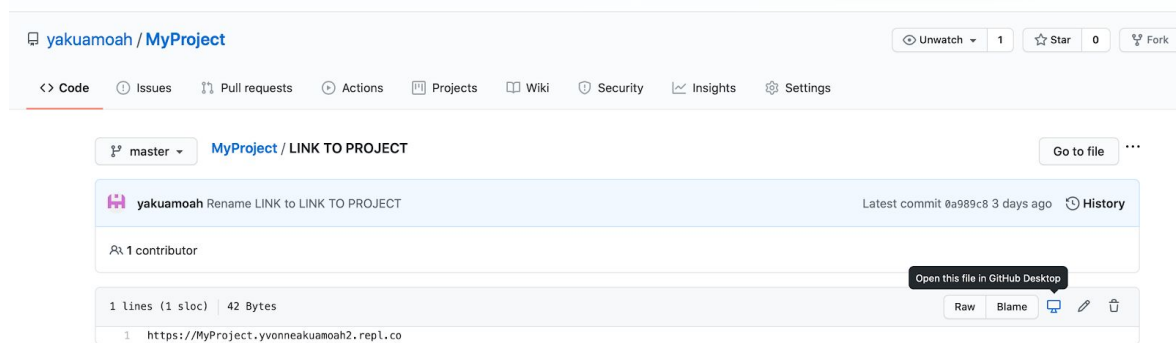 yakuamoah / MyProject
Unwatch 1 Star 0 Fork
<> Code Issues Pull requests Actions Projects Wiki Security Insights Settings
master MyProject / LINK TO PROJECT Go to file ...
yakuamoah Rename LINK to LINK TO PROJECT Latest commit 0a989c8 3 days ago History
1 contributor
Open this file in GitHub Desktop
1 lines (1 sloc) 42 Bytes Raw Blame
1 https://MyProject.yvonneakuamoah2.repl.co